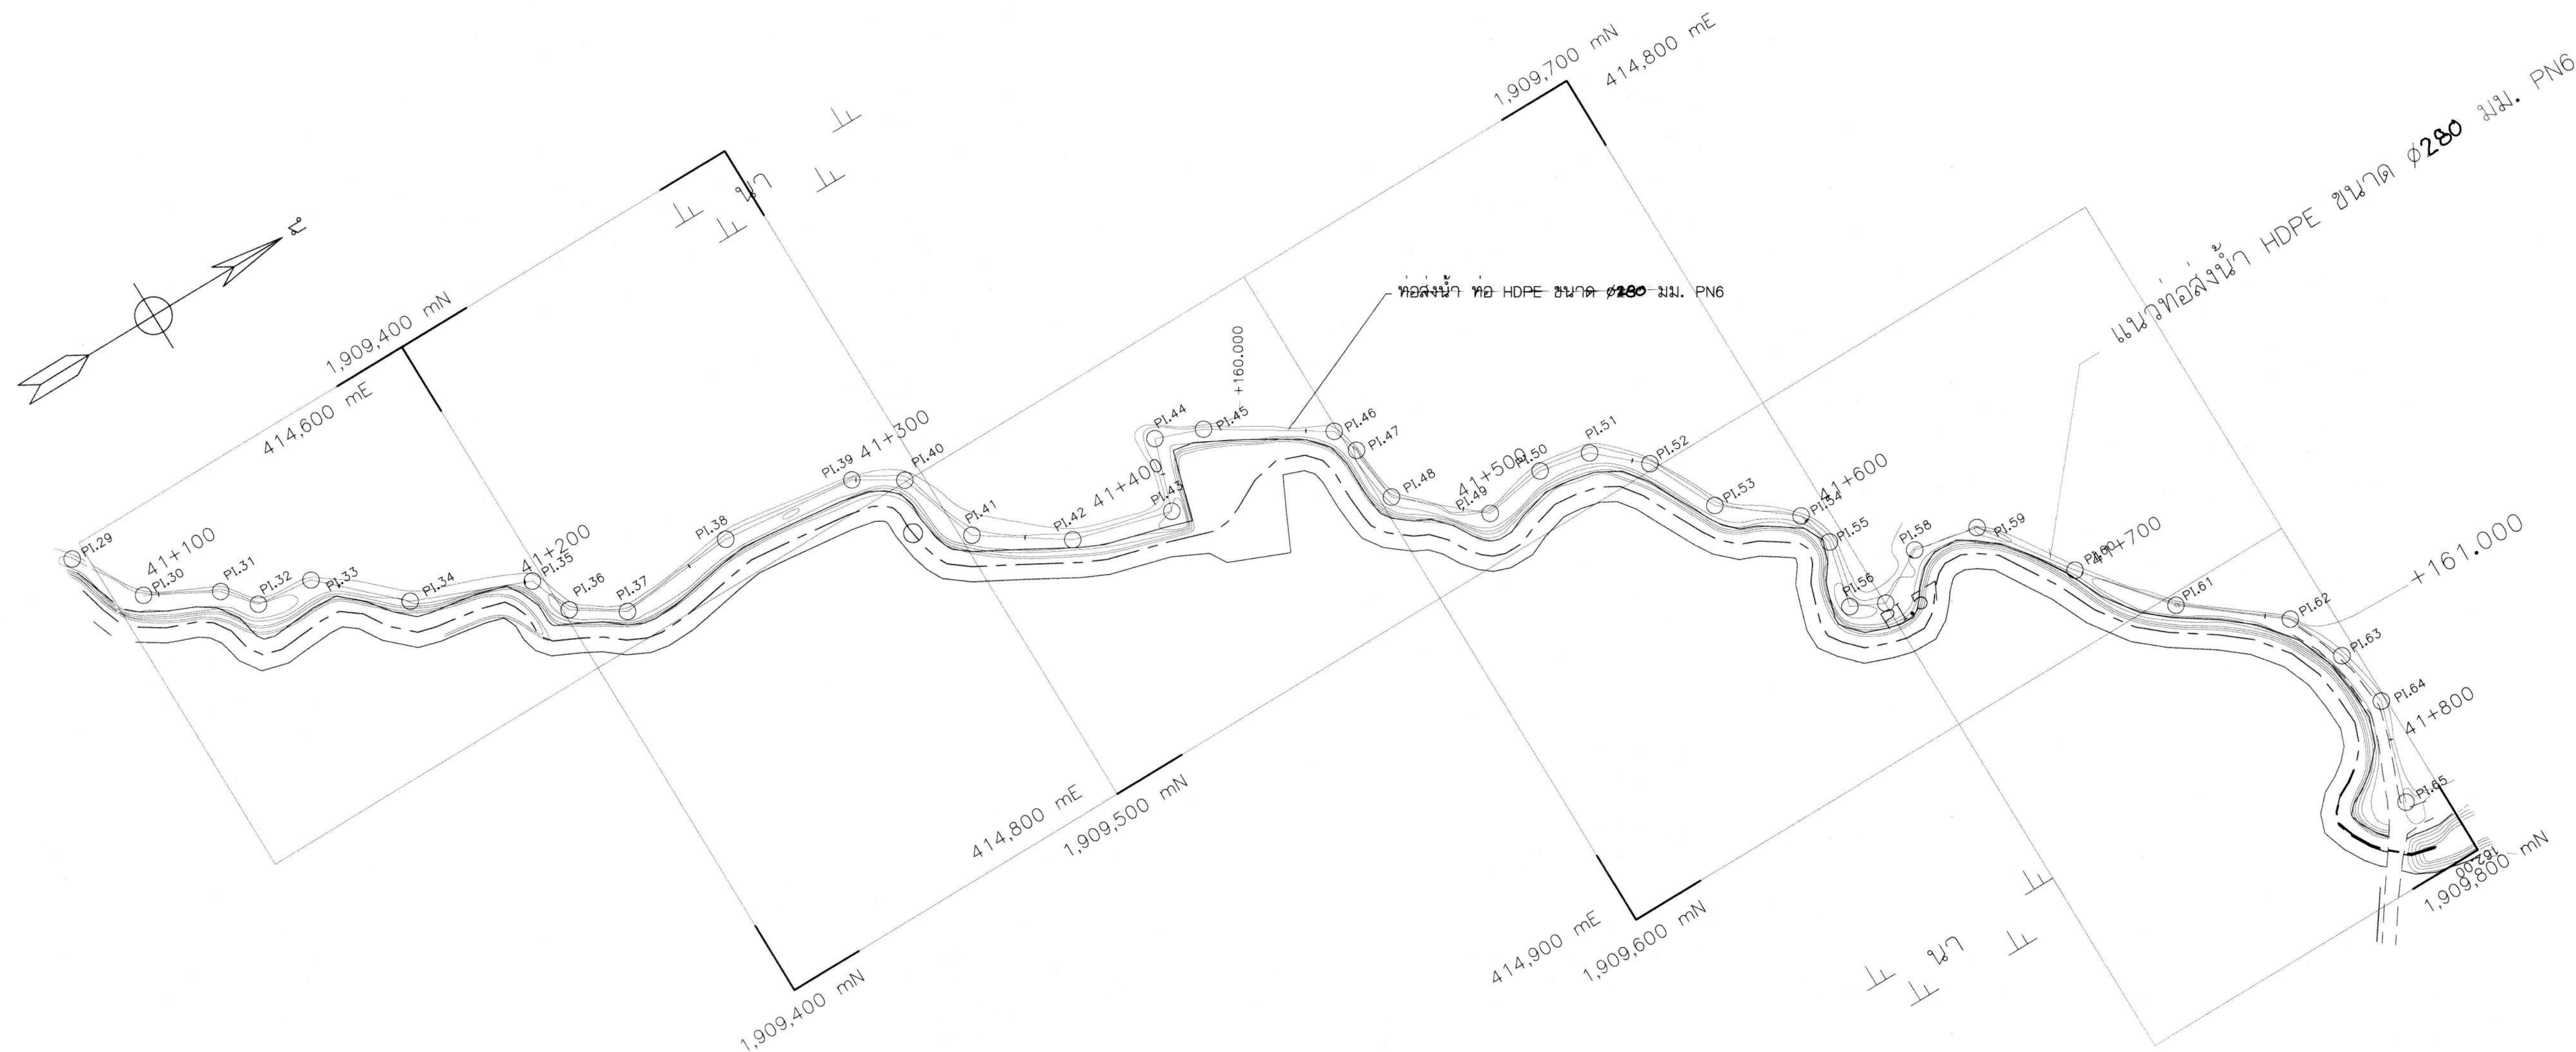 1,909,700 mN
414,800 mE
แนวท่อส่งน้ำ HDPE ขนาด ø280 มม. PN6
นา
น
1,909,400 mN
414,600 mE
ท่อส่งน้ำ ท่อ HDPE ขนาด ø280 มม. PN6
+160.000
PI.29
41+100
PI.30
PI.31
PI.32
PI.33
PI.34
41+200
PI.35
PI.36
PI.37
PI.38
PI.39
41+300
PI.40
PI.41
PI.42
41+400
PI.43
PI.44
PI.45
PI.46
PI.47
PI.48
PI.49
41+500
PI.50
PI.51
PI.52
PI.53
41+600
PI.54
PI.55
PI.56
PI.57
PI.58
PI.59
PI.60
41+700
PI.61
PI.62
+161.000
PI.63
PI.64
41+800
PI.65
162.000
1,909,800 mN
414,800 mE
1,909,500 mN
414,900 mE
1,909,600 mN
นา
1,909,400 mN